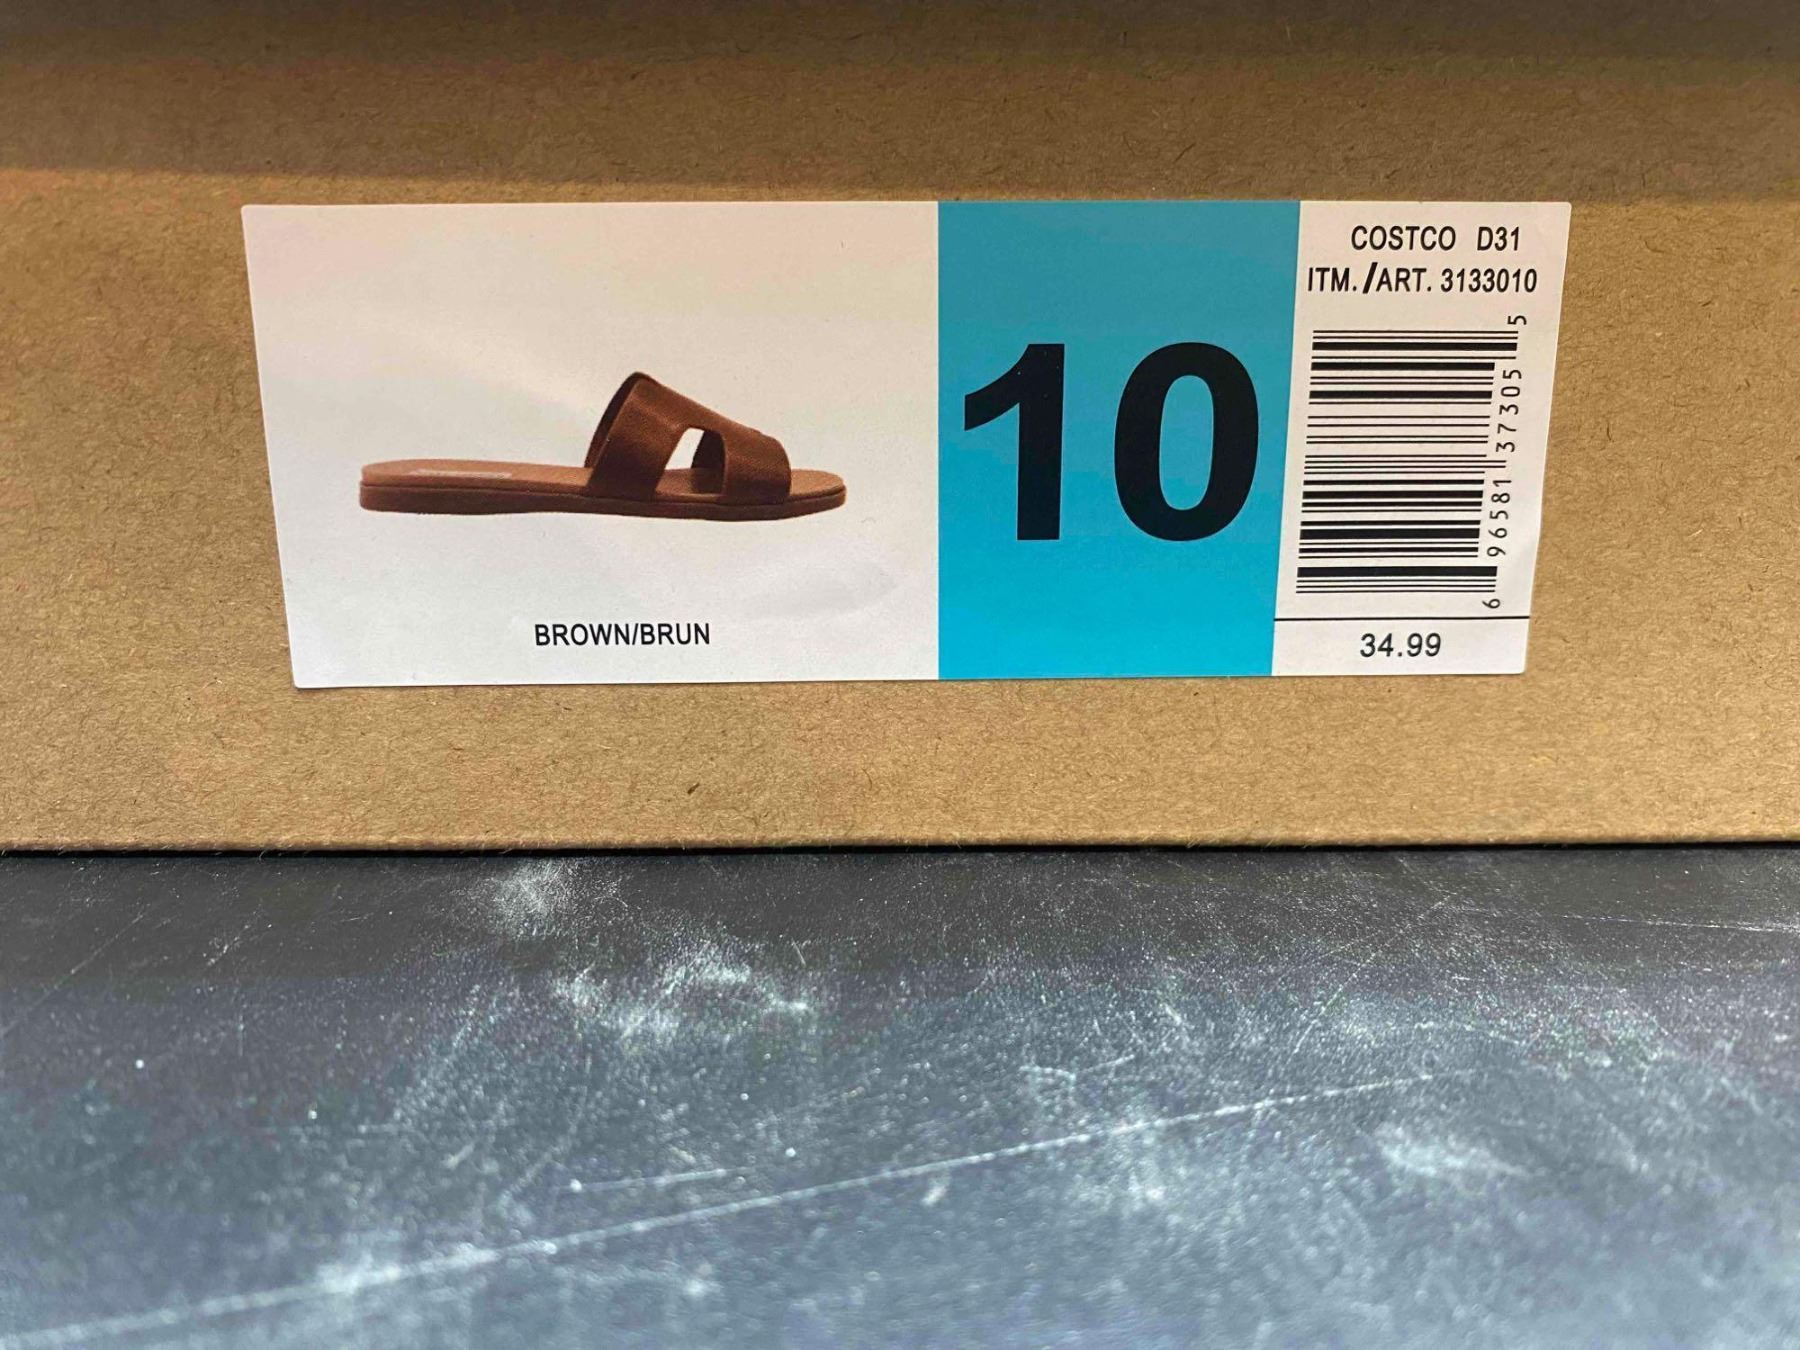 BROWN/BRUN
10
COSTCO D31
ITM./ART. 3133010
6 96581 37305 5
34.99